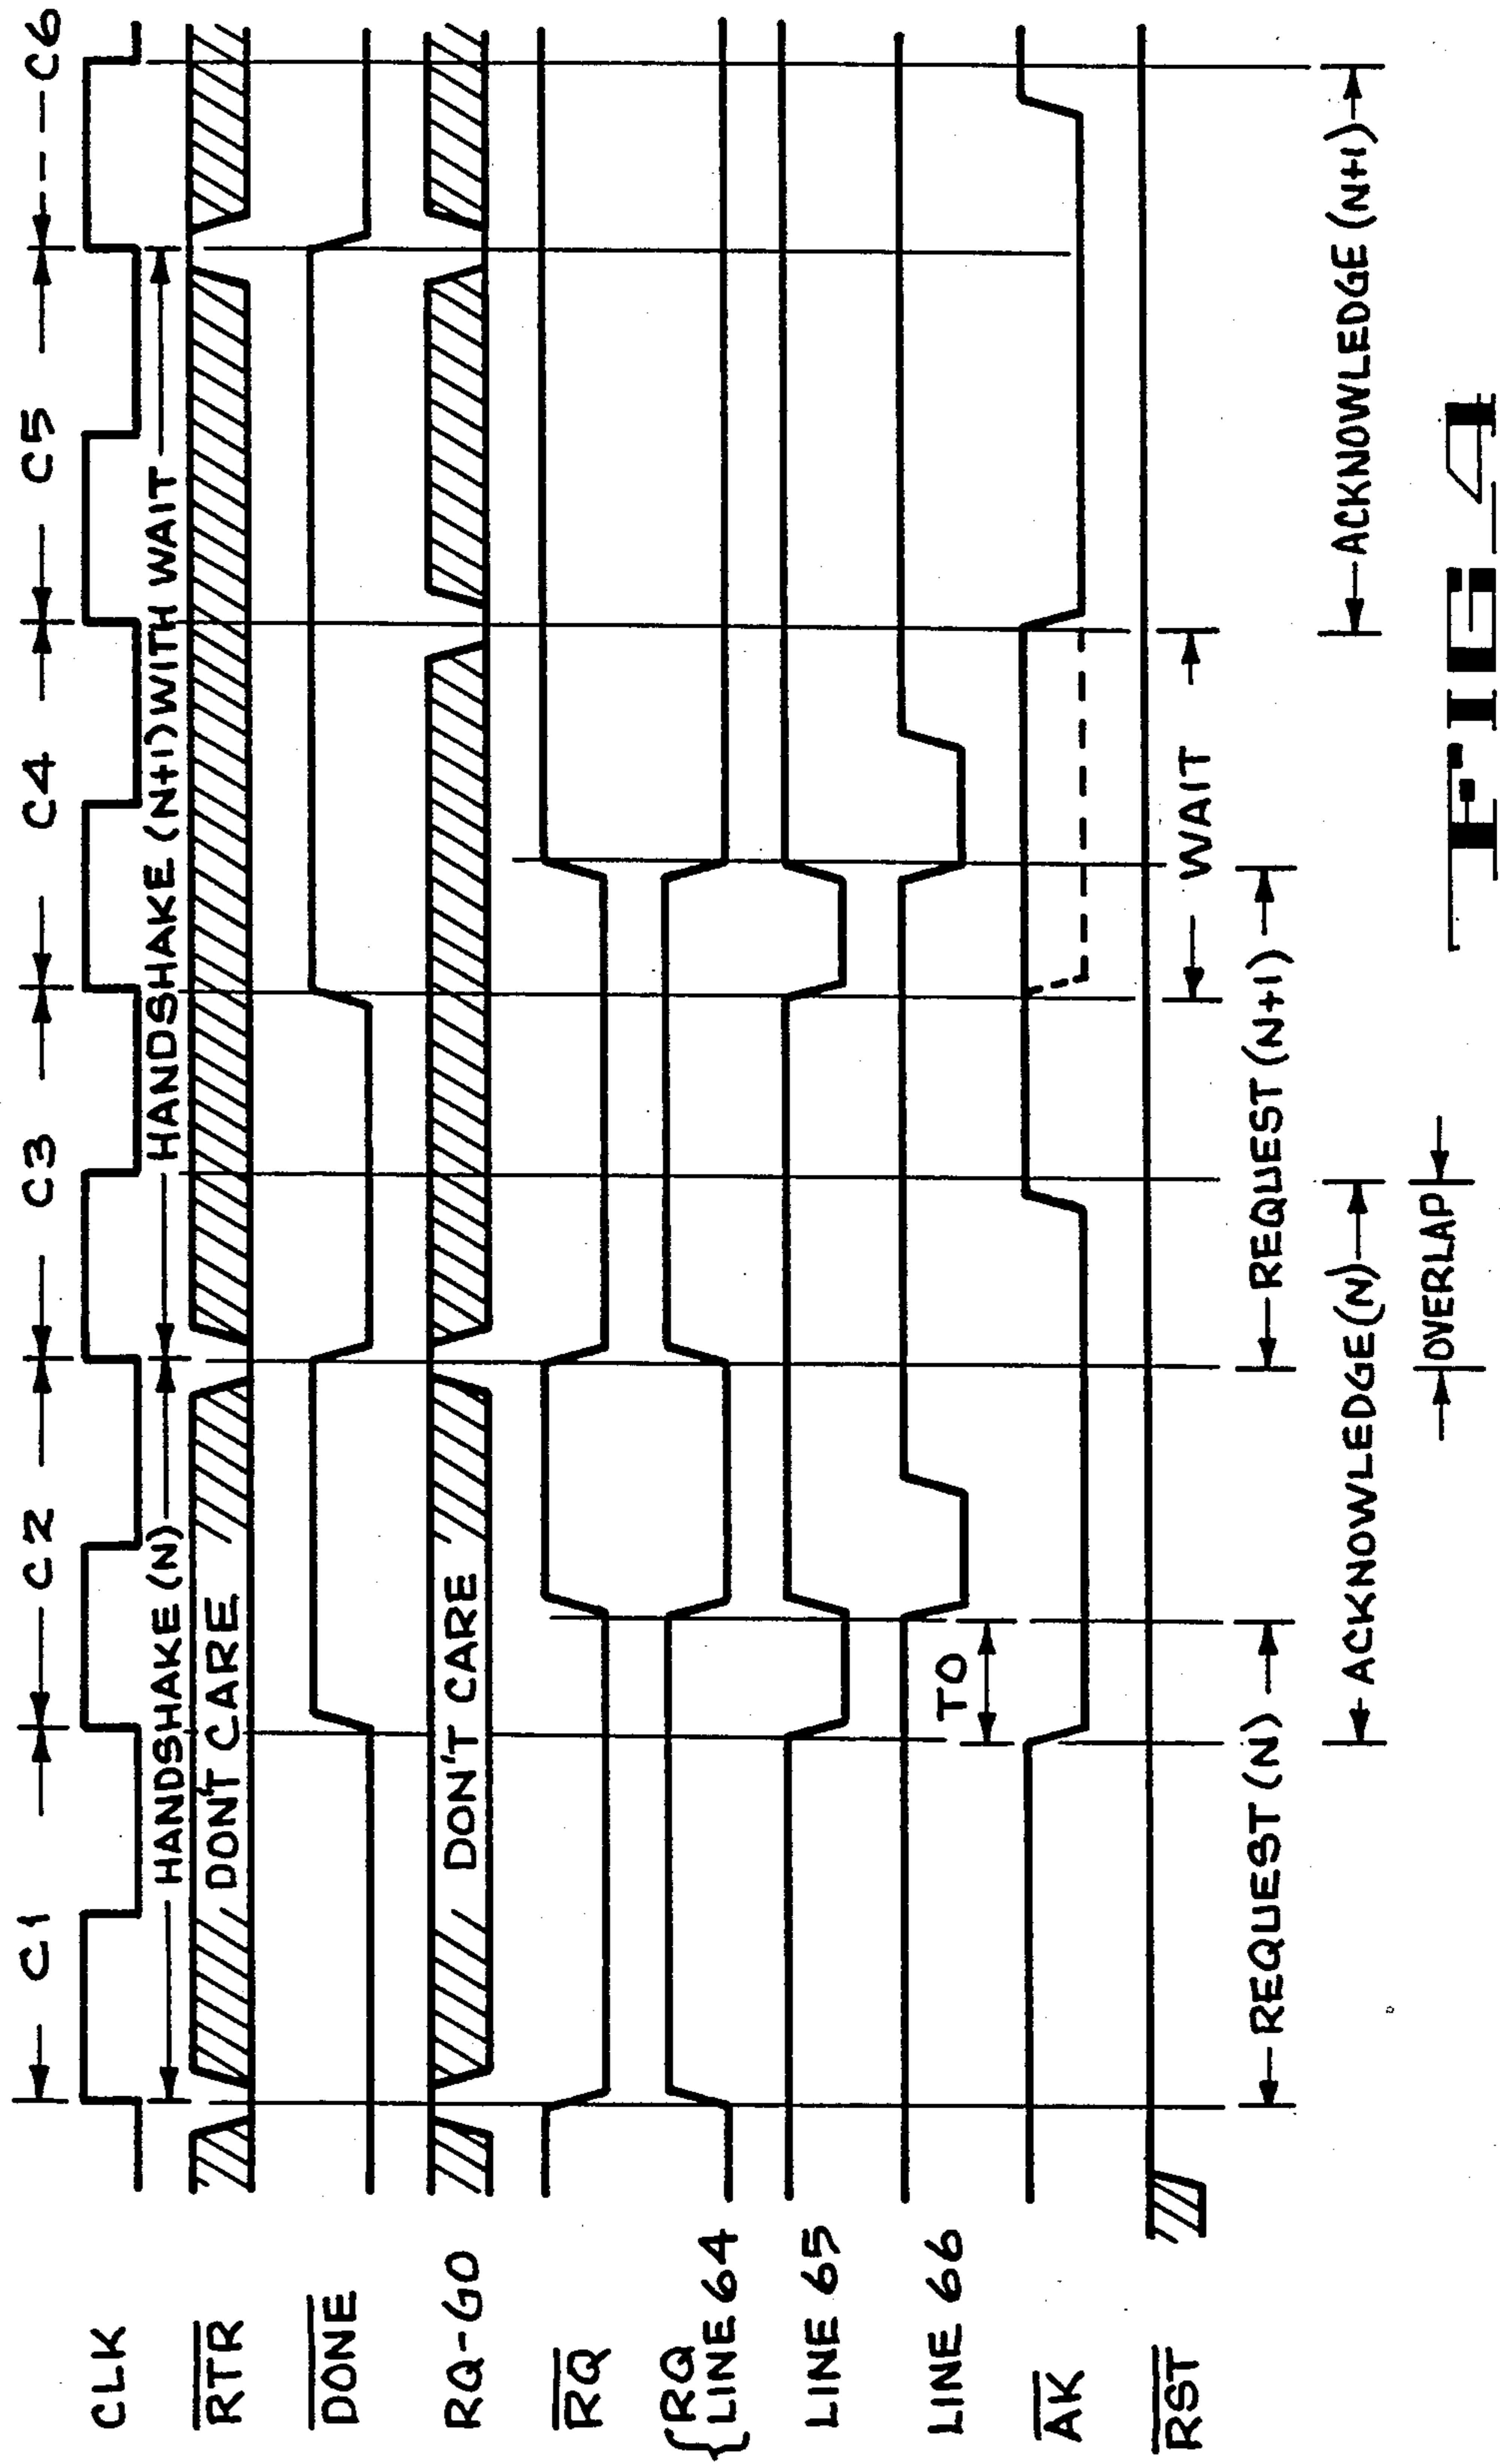 C1 C2 C3 C4 C5 C6
CLK
HANDSHAKE (N) HANDSHAKE (N+1) WITH WAIT
RTR DON'T CARE
DONE
RQ-GO DON'T CARE
RQ
RQ
LINE 64
LINE 65
LINE 66 TO
AK
RST WAIT
REQUEST (N) REQUEST (N+1)
ACKNOWLEDGE (N) ACKNOWLEDGE (N+1)
OVERLAP
FIG 4